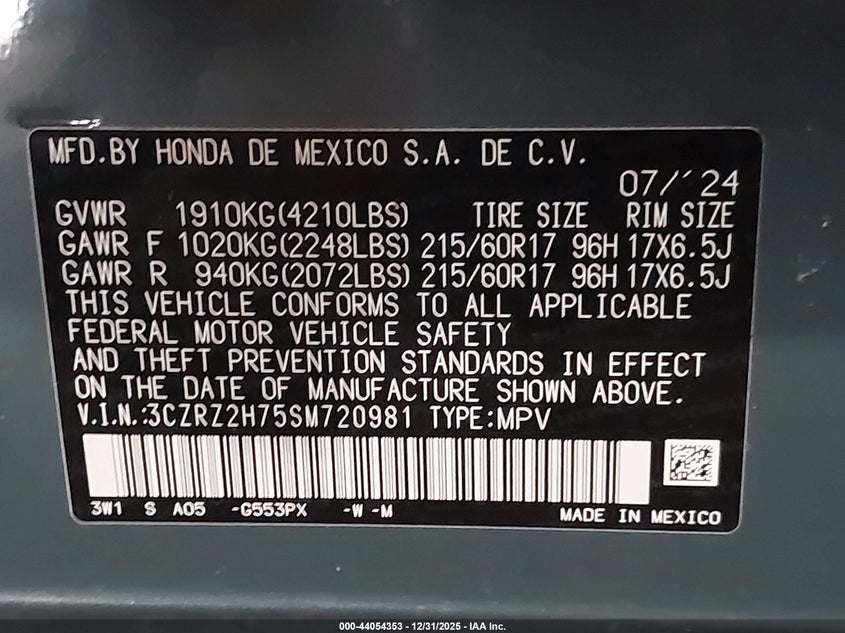 MFD.BY HONDA DE MEXICO S.A. DE C.V.
07/'24
GVWR 1910KG(4210LBS) TIRE SIZE RIM SIZE
GAWR F 1020KG(2248LBS) 215/60R17 96H 17X6.5J
GAWR R 940KG(2072LBS) 215/60R17 96H 17X6.5J
THIS VEHICLE CONFORMS TO ALL APPLICABLE
FEDERAL MOTOR VEHICLE SAFETY
AND THEFT PREVENTION STANDARDS IN EFFECT
ON THE DATE OF MANUFACTURE SHOWN ABOVE.
V.I.N.:3CZRZ2H75SM720981 TYPE:MPV
3W1 S A05 -G553PX -W -M MADE IN MEXICO
000-44054353 - 12/31/2025 - IAA Inc.